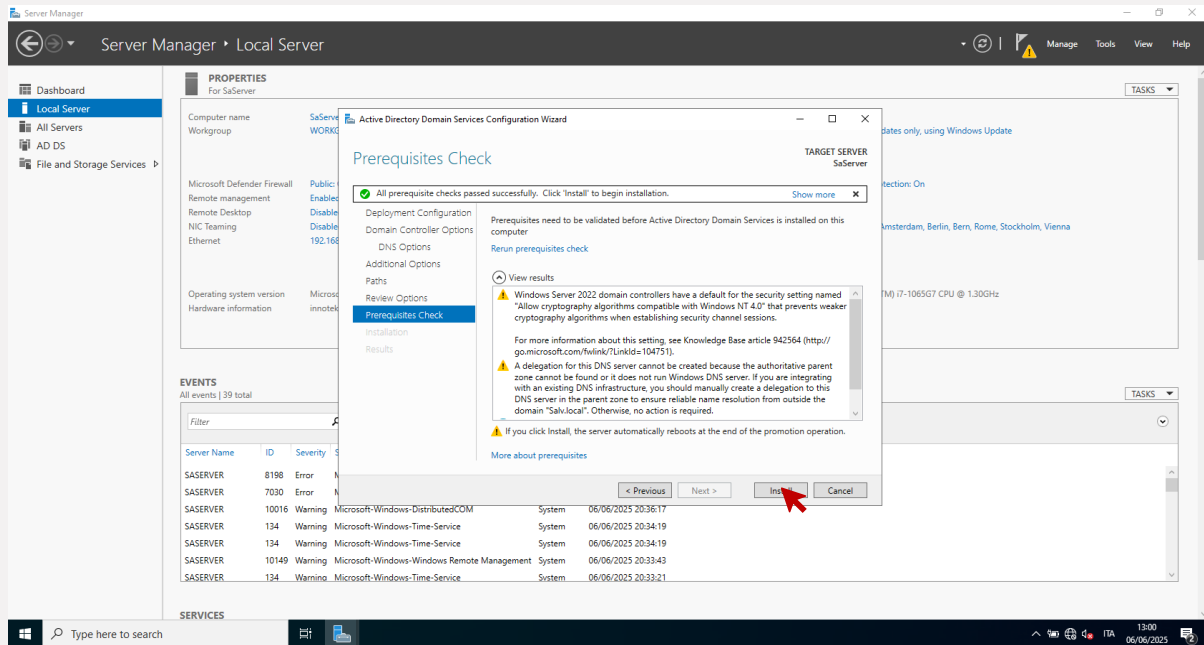 Server Manager
Server Manager • Local Server
Manage Tools View Help
Dashboard
Local Server
All Servers
AD DS
File and Storage Services
PROPERTIES
For SaServer
TASKS
Computer name
Workgroup
Microsoft Defender Firewall
Remote management
Remote Desktop
NIC Teaming
Ethernet
Operating system version
Hardware information
SaServe
WORKG
Public:
Enable
Disable
Disable
192.168
Microso
innotek
dates only, using Windows Update
tection: On
Amsterdam, Berlin, Bern, Rome, Stockholm, Vienna
TM) i7-1065G7 CPU @ 1.30GHz
Active Directory Domain Services Configuration Wizard
Prerequisites Check
TARGET SERVER
SaServer
All prerequisite checks passed successfully. Click 'Install' to begin installation.
Show more
Deployment Configuration
Domain Controller Options
DNS Options
Additional Options
Paths
Review Options
Prerequisites Check
Installation
Results
Prerequisites need to be validated before Active Directory Domain Services is installed on this
computer
Rerun prerequisites check
View results
Windows Server 2022 domain controllers have a default for the security setting named
"Allow cryptography algorithms compatible with Windows NT 4.0" that prevents weaker
cryptography algorithms when establishing security channel sessions.
For more information about this setting, see Knowledge Base article 942564 (http://
go.microsoft.com/fwlink/?LinkId=104751).
A delegation for this DNS server cannot be created because the authoritative parent
zone cannot be found or it does not run Windows DNS server. If you are integrating
with an existing DNS infrastructure, you should manually create a delegation to this
DNS server in the parent zone to ensure reliable name resolution from outside the
domain "Salv.local". Otherwise, no action is required.
If you click Install, the server automatically reboots at the end of the promotion operation.
More about prerequisites
< Previous Next > Install Cancel
EVENTS
All events | 39 total
TASKS
Filter
Server Name ID Severity S
SASERVER 8198 Error M
SASERVER 7030 Error M
SASERVER 10016 Warning Microsoft-Windows-DistributedCOM System 06/06/2025 20:36:17
SASERVER 134 Warning Microsoft-Windows-Time-Service System 06/06/2025 20:34:19
SASERVER 134 Warning Microsoft-Windows-Time-Service System 06/06/2025 20:34:19
SASERVER 10149 Warning Microsoft-Windows-Windows Remote Management System 06/06/2025 20:33:43
SASERVER 134 Warning Microsoft-Windows-Time-Service System 06/06/2025 20:33:21
SERVICES
Type here to search
ITA
13:00
06/06/2025
2